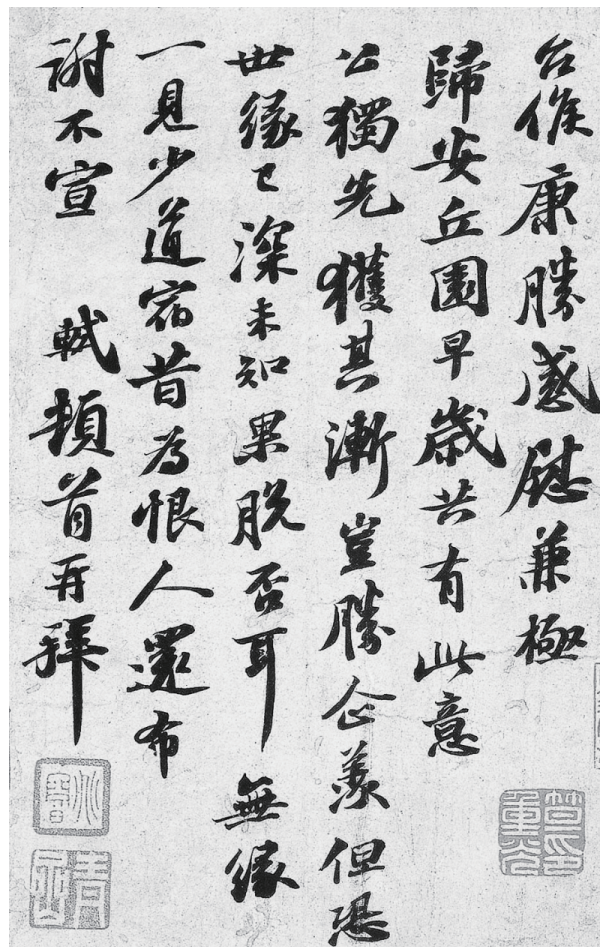 台候康勝感慰兼極
歸安丘園早歲共有此意
公獨先獲其漸豈勝企羨但恐
世緣已深未知果脫否耳無緣
一見少道宿昔為恨人還布
謝不宣 軾頓首再拜